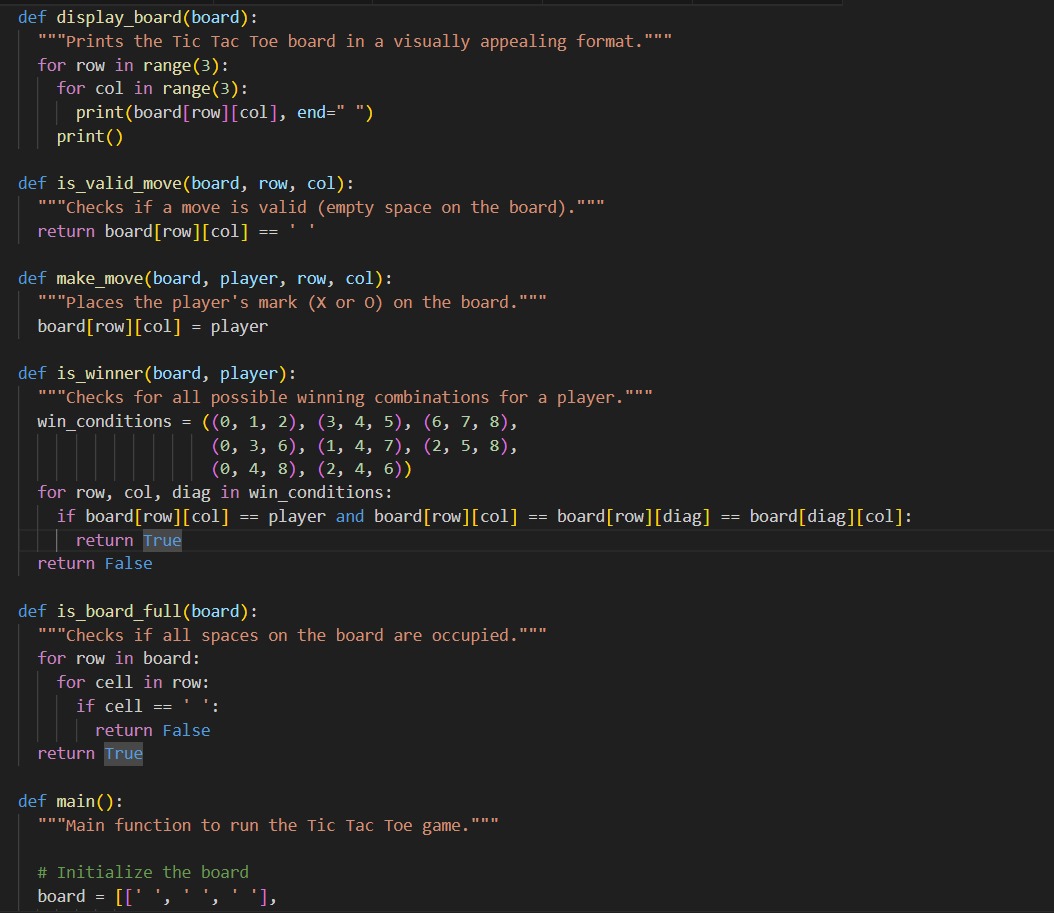 def display_board(board):
"""Prints the Tic Tac Toe board in a visually appealing format."""
for row in range(3):
for col in range(3):
print(board[row][col], end=" ")
print()
def is_valid_move(board, row, col):
"""Checks if a move is valid (empty space on the board)."""
return board[row][col] == ' '
def make_move(board, player, row, col):
"""Places the player's mark (X or O) on the board."""
board[row][col] = player
def is_winner(board, player):
"""Checks for all possible winning combinations for a player."""
win_conditions = ((0, 1, 2), (3, 4, 5), (6, 7, 8),
(0, 3, 6), (1, 4, 7), (2, 5, 8),
(0, 4, 8), (2, 4, 6))
for row, col, diag in win_conditions:
if board[row][col] == player and board[row][col] == board[row][diag] == board[diag][col]:
return True
return False
def is_board_full(board):
"""Checks if all spaces on the board are occupied."""
for row in board:
for cell in row:
if cell == ' ':
return False
return True
def main():
"""Main function to run the Tic Tac Toe game."""
# Initialize the board
board = [[' ', ' ', ' '],